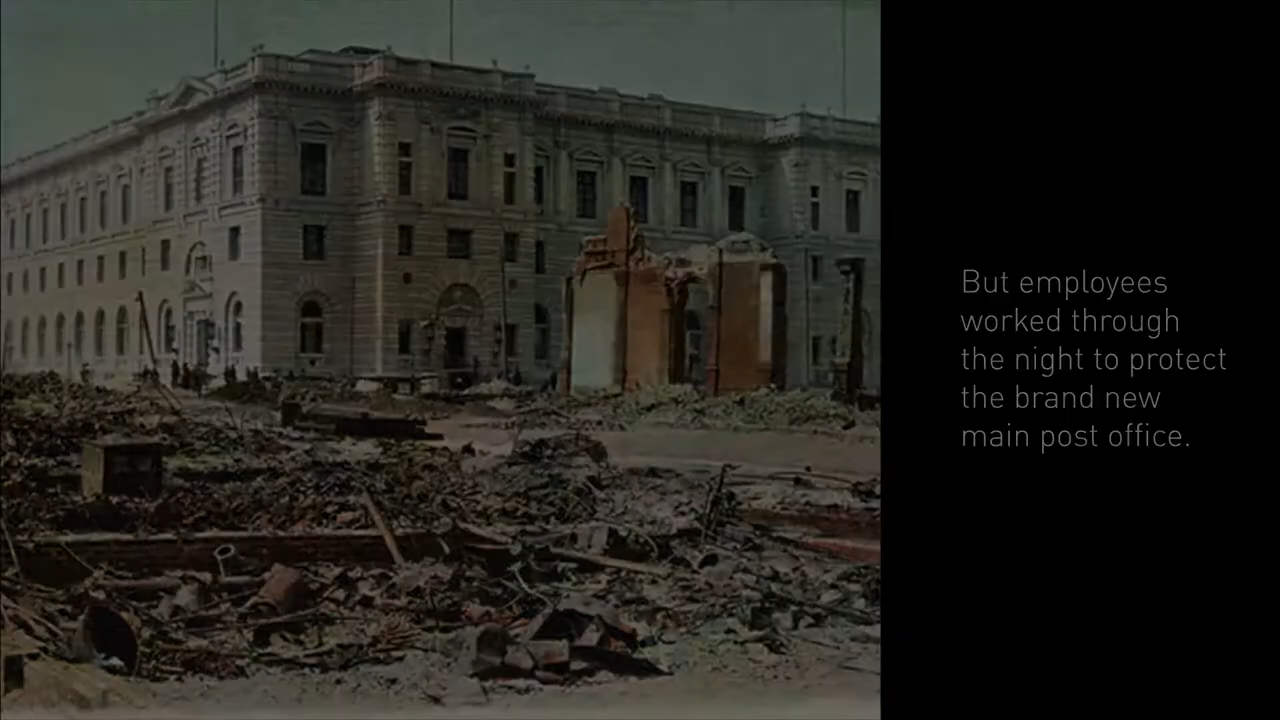 But employees
worked through
the night to protect
the brand new
main post office.